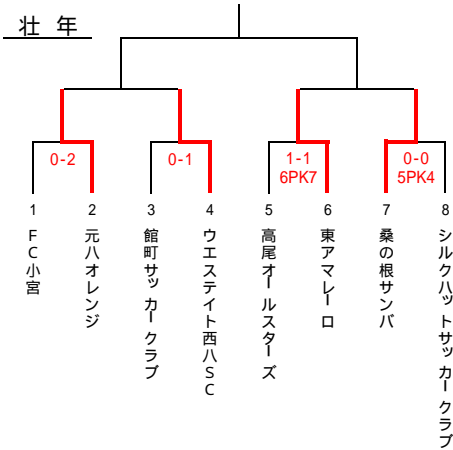 壮年
0-2
0-1
1-1
6PK7
0-0
5PK4
1
2
3
4
5
6
7
8
FC小宮
元八オレンジ
館町サッカークラブ
ウエステイト西八SC
高尾オールスターズ
東アマレーロ
桑の根サンバ
シルクハットサッカークラブ